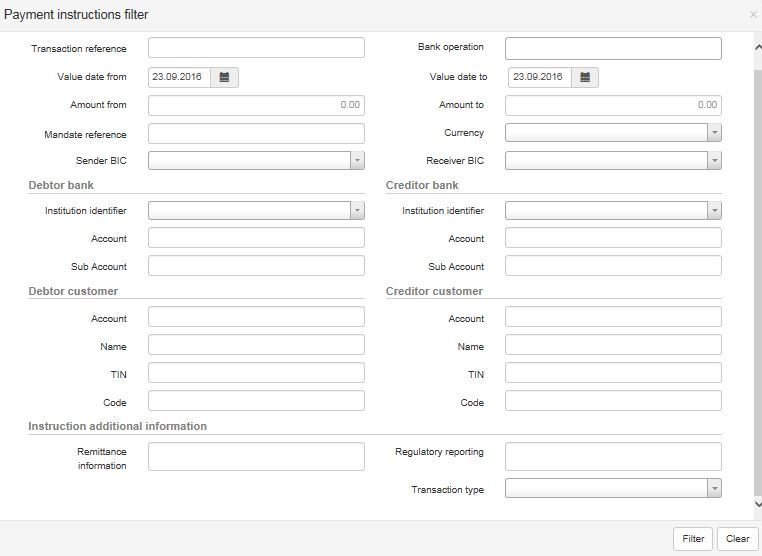 Payment instructions filter ×
Transaction reference Bank operation
Value date from 23.09.2016 Value date to 23.09.2016
Amount from 0.00 Amount to 0.00
Mandate reference Currency
Sender BIC Receiver BIC
Debtor bank Creditor bank
Institution identifier Institution identifier
Account Account
Sub Account Sub Account
Debtor customer Creditor customer
Account Account
Name Name
TIN TIN
Code Code
Instruction additional information
Remittance Regulatory reporting
information
Transaction type
Filter Clear